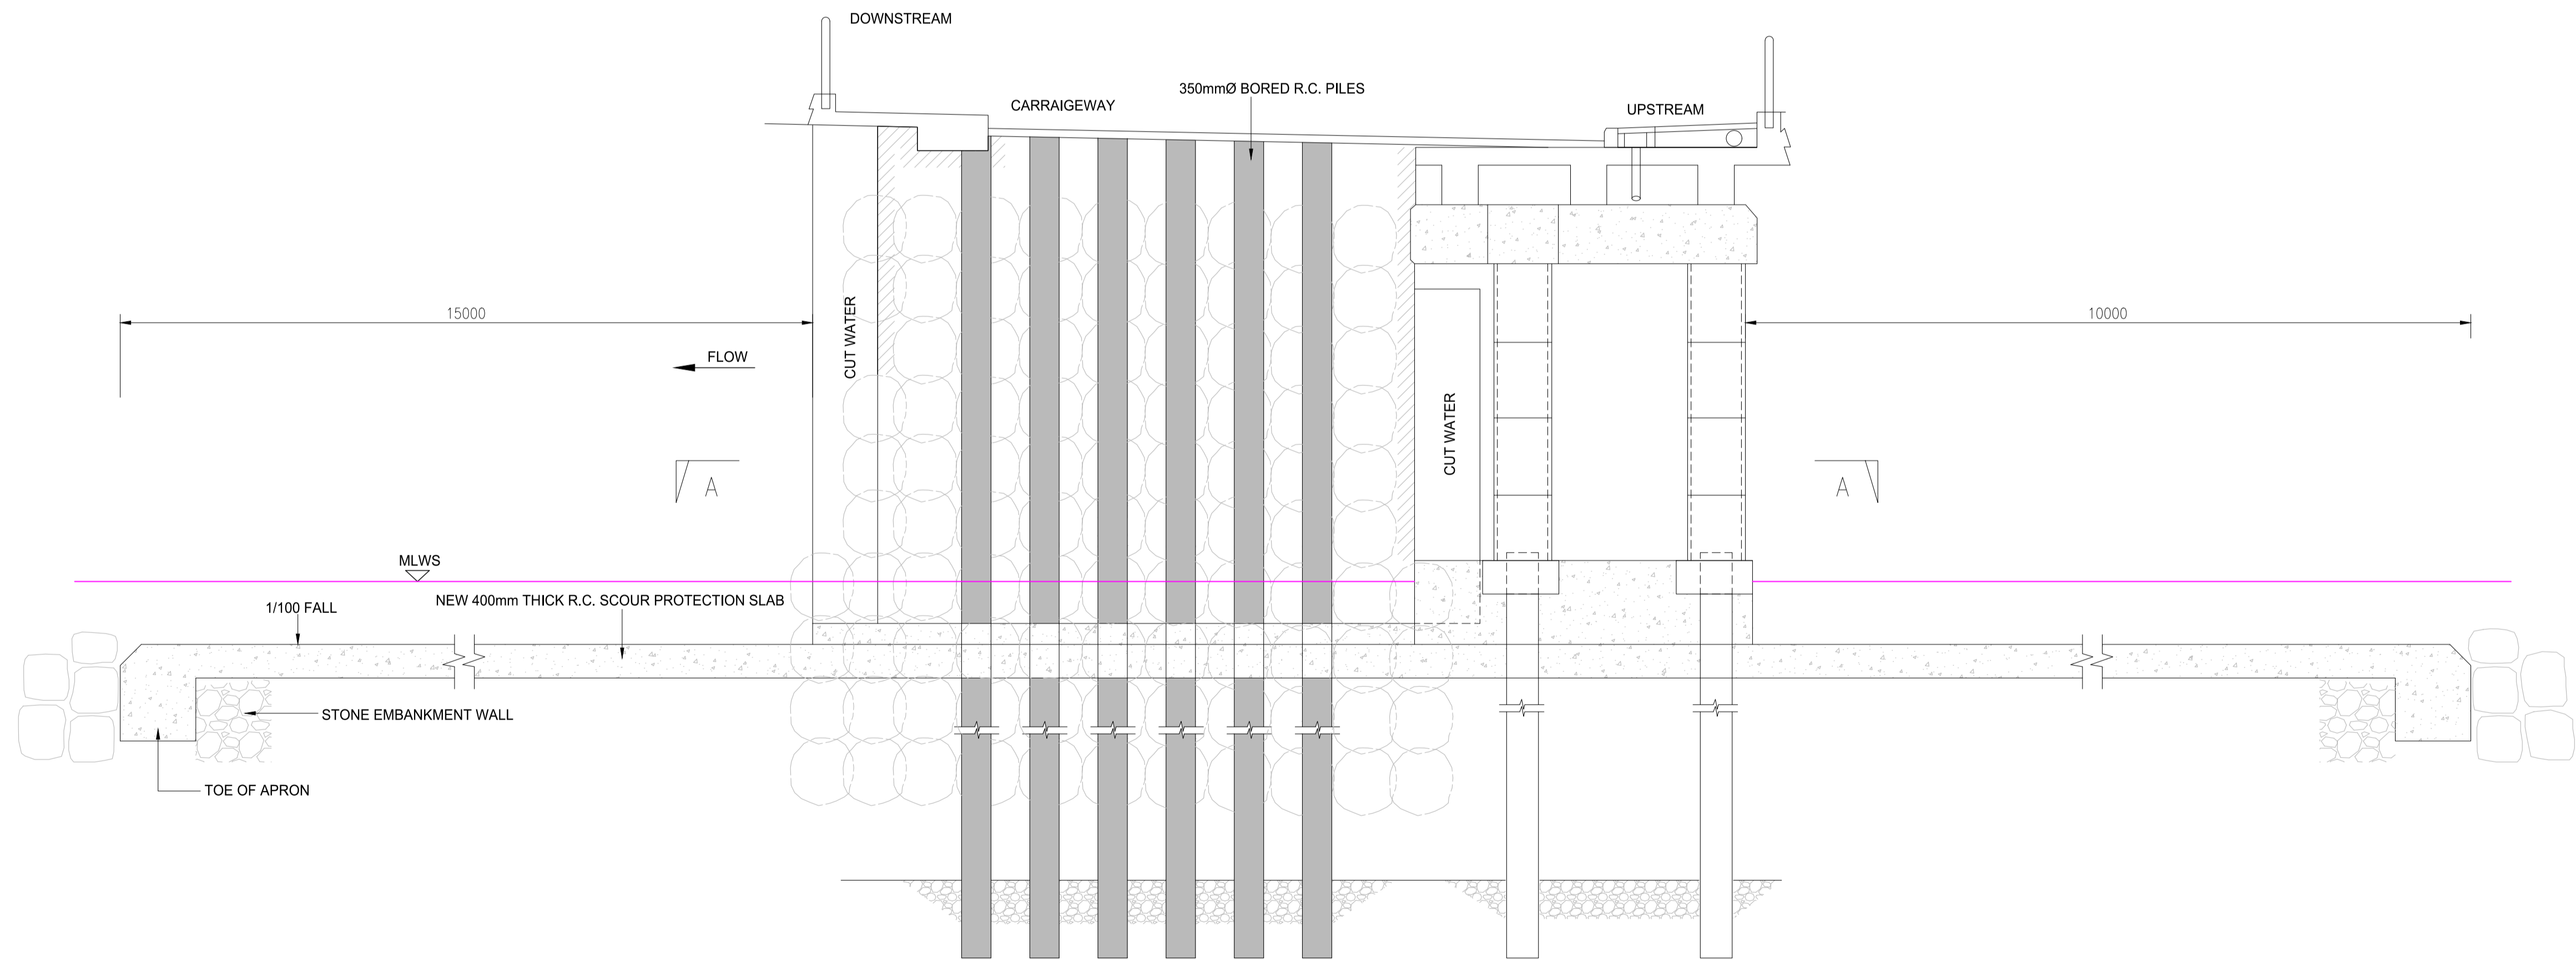 DOWNSTREAM
350mmØ BORED R.C. PILES
CARRAIGEWAY
UPSTREAM
15000
10000
CUT WATER
FLOW
CUT WATER
A
A
MLWS
1/100 FALL
NEW 400mm THICK R.C. SCOUR PROTECTION SLAB
STONE EMBANKMENT WALL
TOE OF APRON